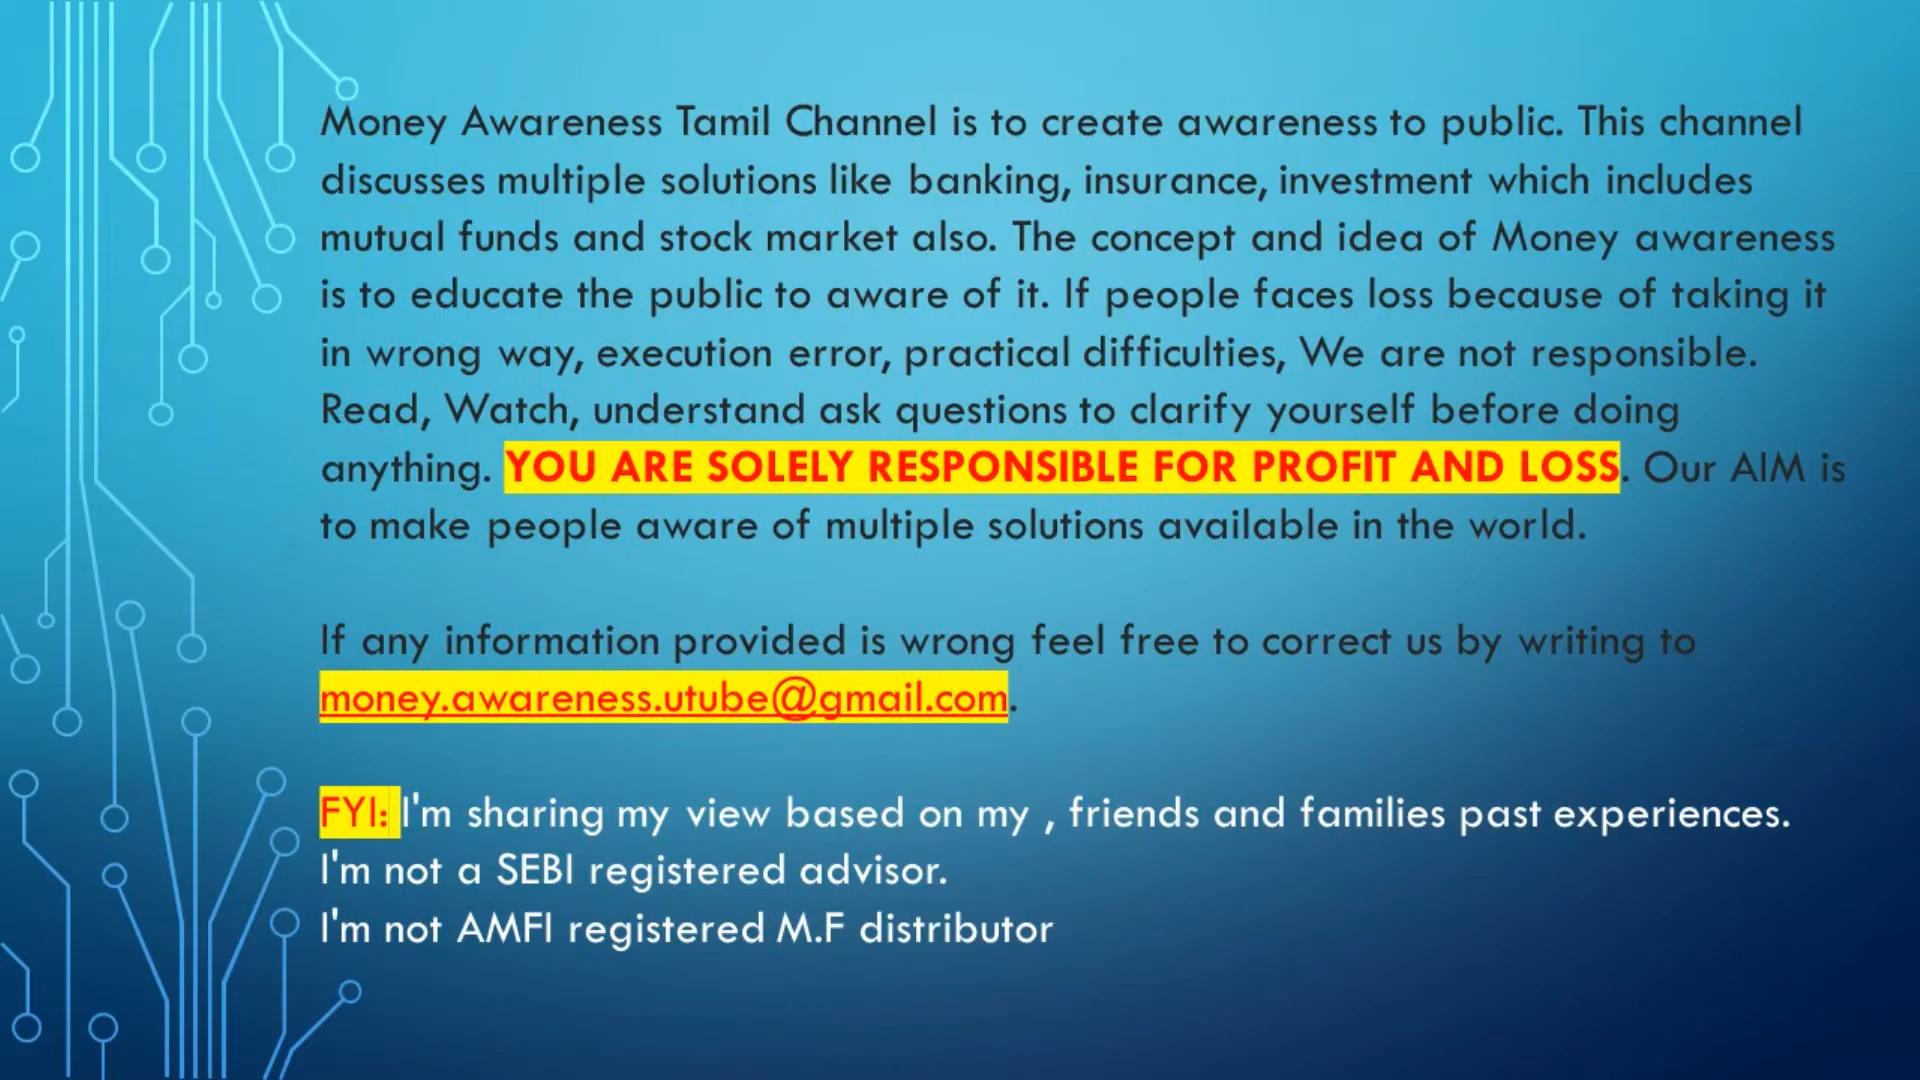 Money Awareness Tamil Channel is to create awareness to public. This channel
discusses multiple solutions like banking, insurance, investment which includes
mutual funds and stock market also. The concept and idea of Money awareness
is to educate the public to aware of it. If people faces loss because of taking it
in wrong way, execution error, practical difficulties, We are not responsible.
Read, Watch, understand ask questions to clarify yourself before doing
anything. YOU ARE SOLELY RESPONSIBLE FOR PROFIT AND LOSS. Our AIM is
to make people aware of multiple solutions available in the world.
If any information provided is wrong feel free to correct us by writing to
money.awareness.utube@gmail.com.
FYI: I'm sharing my view based on my , friends and families past experiences.
I'm not a SEBI registered advisor.
I'm not AMFI registered M.F distributor